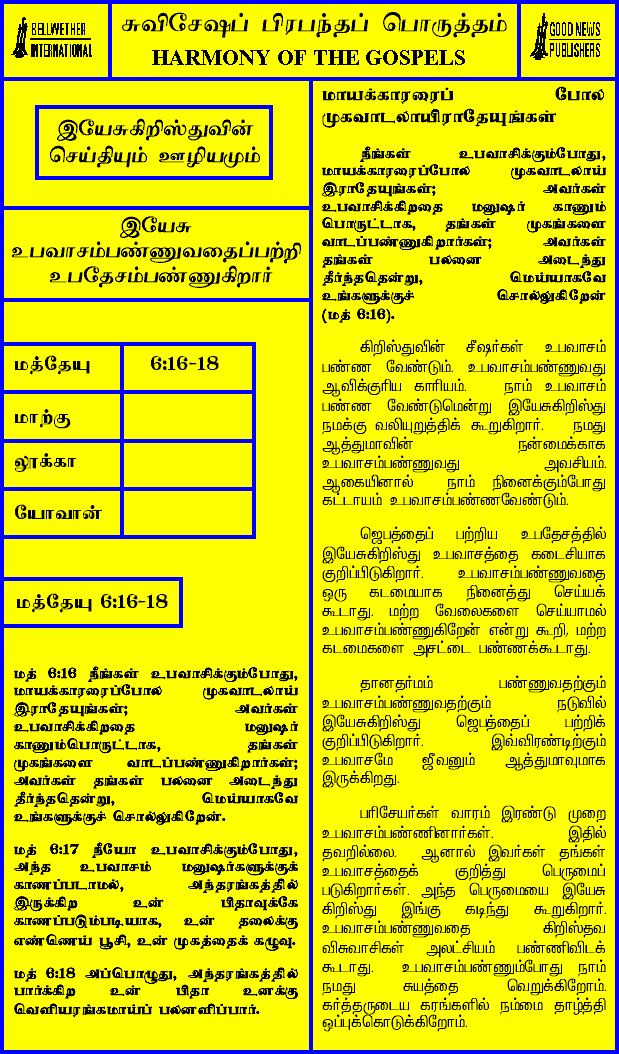 BELLWETHER
INTERNATIONAL
சுவிசேஷப் பிரபந்தப் பொருத்தம்
HARMONY OF THE GOSPELS
GOOD NEWS
PUBLISHERS
இயேசுகிறிஸ்துவின்
செய்தியும் ஊழியமும்
இயேசு
உபவாசம்பண்ணுவதைப்பற்றி
உபதேசம்பண்ணுகிறார்
மத்தேயு 6:16-18
மாற்கு
லூக்கா
யோவான்
மத்தேயு 6:16-18
மத் 6:16 நீங்கள் உபவாசிக்கும்போது,
மாயக்காரரைப்போல முகவாடலாய்
இராதேயுங்கள்; அவர்கள்
உபவாசிக்கிறதை மனுஷர்
காணும்பொருட்டாக, தங்கள்
முகங்களை வாடப்பண்ணுகிறார்கள்;
அவர்கள் தங்கள் பலனை அடைந்து
தீர்ந்ததென்று, மெய்யாகவே
உங்களுக்குச் சொல்லுகிறேன்.
மத் 6:17 நீயோ உபவாசிக்கும்போது,
அந்த உபவாசம் மனுஷர்களுக்குக்
காணப்படாமல், அந்தரங்கத்தில்
இருக்கிற உன் பிதாவுக்கே
காணப்படும்படியாக, உன் தலைக்கு
எண்ணெய் பூசி, உன் முகத்தைக் கழுவு.
மத் 6:18 அப்பொழுது, அந்தரங்கத்தில்
பார்க்கிற உன் பிதா உனக்கு
வெளியரங்கமாய்ப் பலனளிப்பார்.
மாயக்காரரைப் போல
முகவாடலாயிராதேயுங்கள்
நீங்கள் உபவாசிக்கும்போது,
மாயக்காரரைப்போல முகவாடலாய்
இராதேயுங்கள்; அவர்கள்
உபவாசிக்கிறதை மனுஷர் காணும்
பொருட்டாக, தங்கள் முகங்களை
வாடப்பண்ணுகிறார்கள்; அவர்கள்
தங்கள் பலனை அடைந்து
தீர்ந்ததென்று, மெய்யாகவே
உங்களுக்குச் சொல்லுகிறேன்
(மத் 6:16).
கிறிஸ்துவின் சீஷர்கள் உபவாசம்
பண்ண வேண்டும். உபவாசம்பண்ணுவது
ஆவிக்குரிய காரியம். நாம் உபவாசம்
பண்ண வேண்டுமென்று இயேசுகிறிஸ்து
நமக்கு வலியுறுத்திக் கூறுகிறார். நமது
ஆத்துமாவின் நன்மைக்காக
உபவாசம்பண்ணுவது அவசியம்.
ஆகையினால் நாம் நினைக்கும்போது
கட்டாயம் உபவாசம்பண்ணவேண்டும்.
ஜெபத்தைப் பற்றிய உபதேசத்தில்
இயேசுகிறிஸ்து உபவாசத்தை கடைசியாக
குறிப்பிடுகிறார். உபவாசம்பண்ணுவதை
ஒரு கடமையாக நினைத்து செய்யக்
கூடாது. மற்ற வேலைகளை செய்யாமல்
உபவாசம்பண்ணுகிறேன் என்று கூறி, மற்ற
கடமைகளை அசட்டை பண்ணக்கூடாது.
தானதர்மம் பண்ணுவதற்கும்
உபவாசம்பண்ணுவதற்கும் நடுவில்
இயேசுகிறிஸ்து ஜெபத்தைப் பற்றிக்
குறிப்பிடுகிறார். இவ்விரண்டிற்கும்
உபவாசமே ஜீவனும் ஆத்துமாவுமாக
இருக்கிறது.
பரிசேயர்கள் வாரம் இரண்டு முறை
உபவாசம்பண்ணினார்கள். இதில்
தவறில்லை. ஆனால் இவர்கள் தங்கள்
உபவாசத்தைக் குறித்து பெருமைப்
படுகிறார்கள். அந்த பெருமையை இயேசு
கிறிஸ்து இங்கு கடிந்து கூறுகிறார்.
உபவாசம்பண்ணுவதை கிறிஸ்தவ
விசுவாசிகள் அலட்சியம் பண்ணிவிடக்
கூடாது. உபவாசம்பண்ணும்போது நாம்
நமது சுயத்தை வெறுக்கிறோம்.
கர்த்தருடைய கரங்களில் நம்மை தாழ்த்தி
ஒப்புக்கொடுக்கிறோம்.